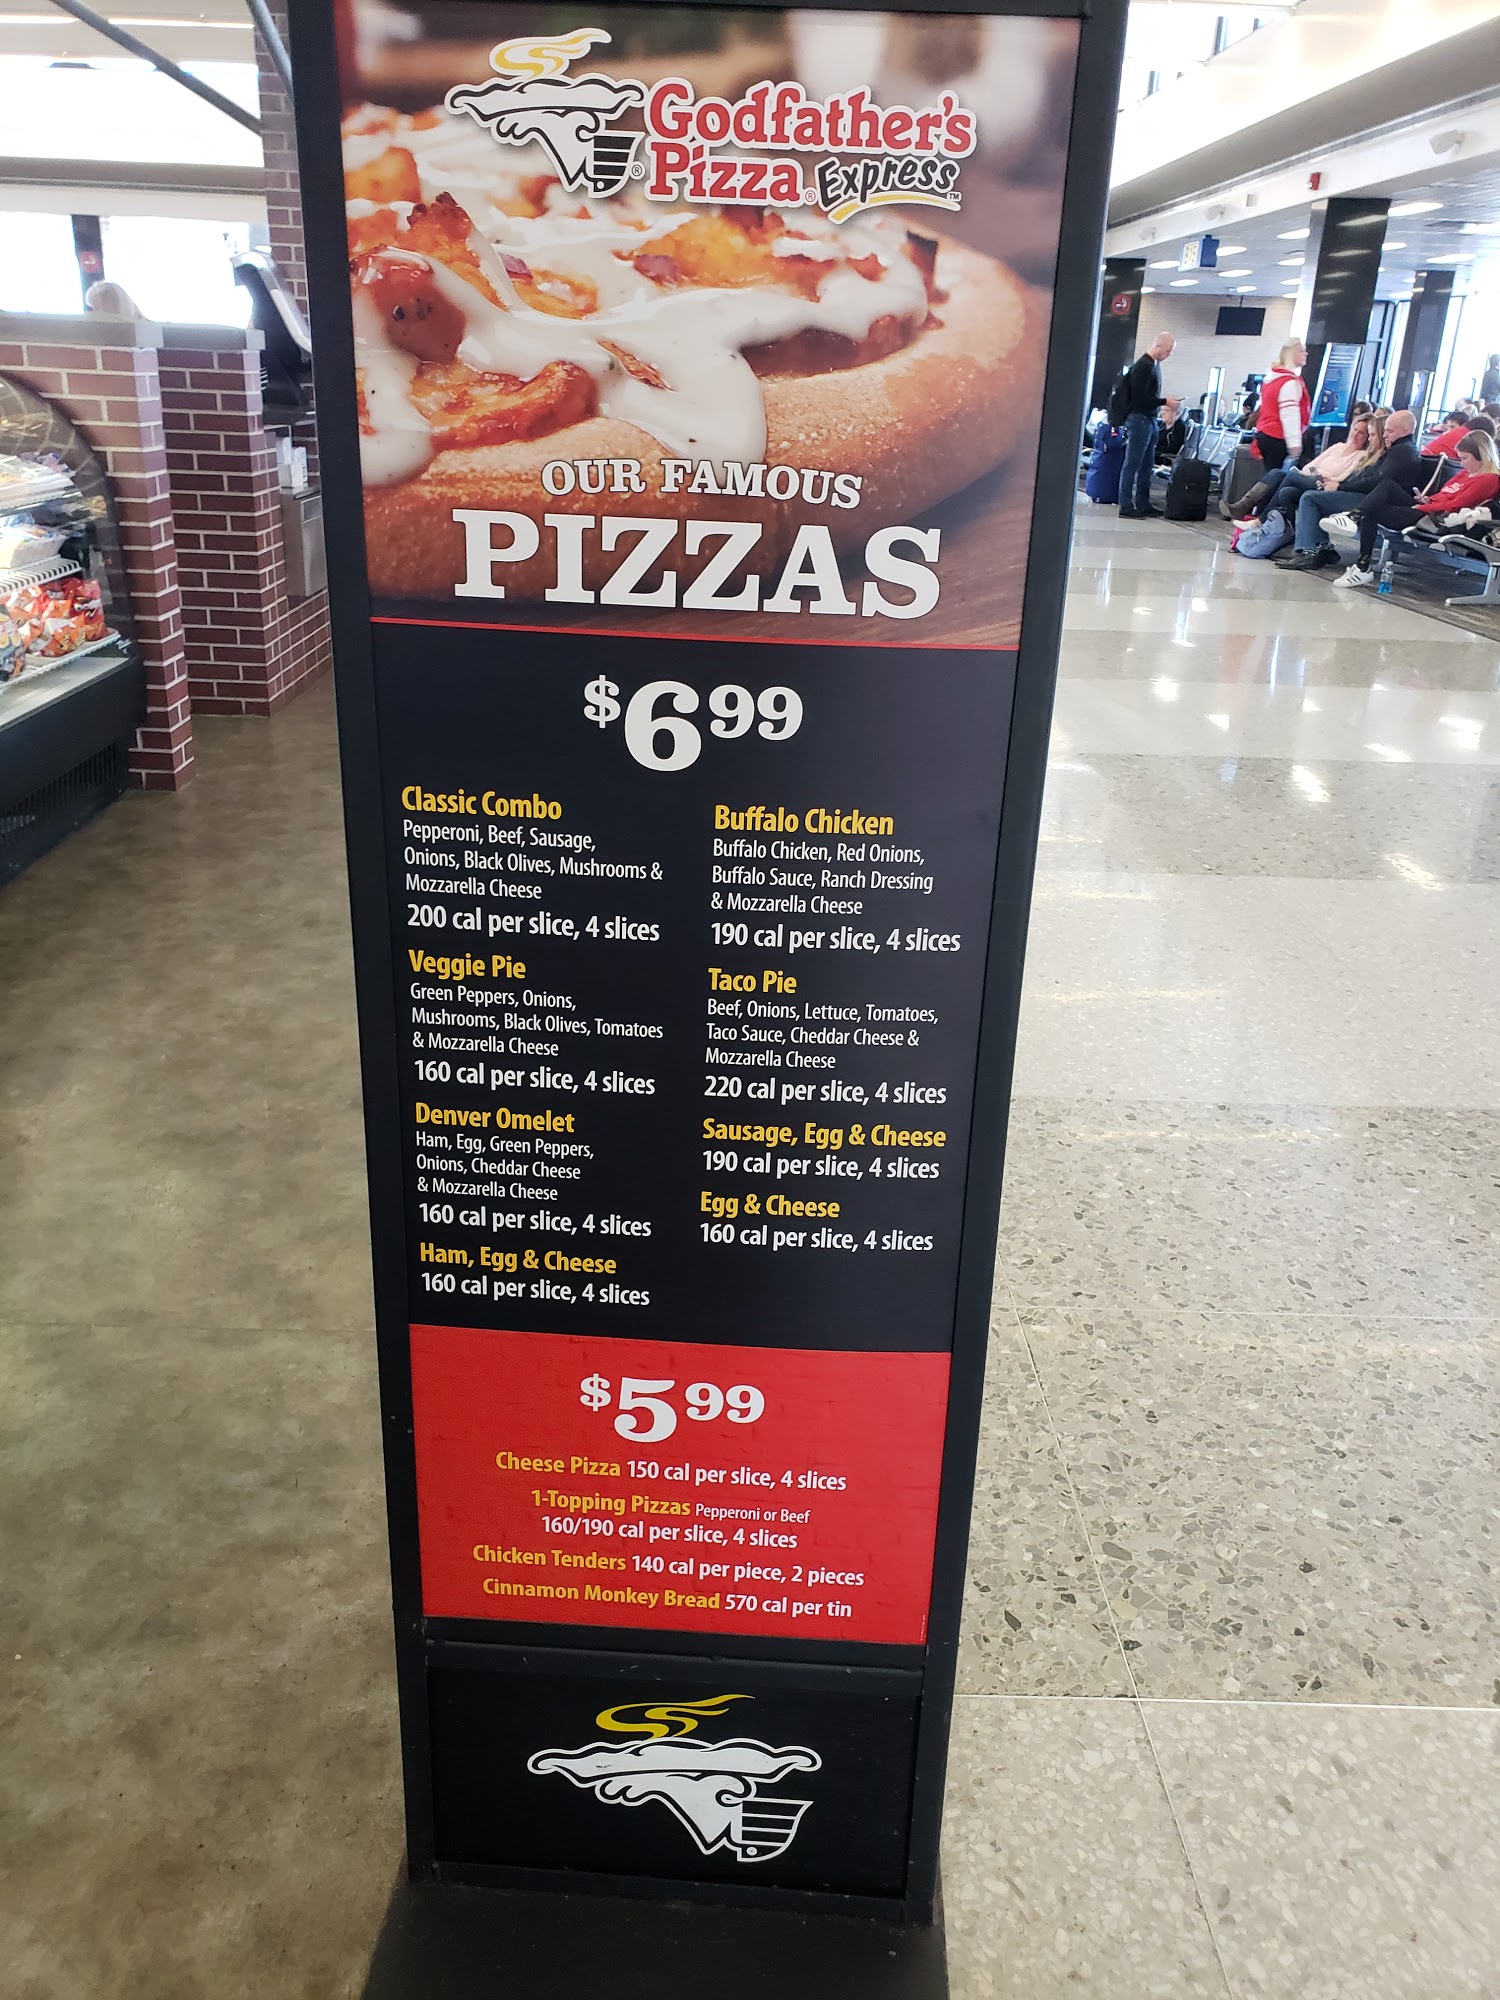 Godfather's
Pizza® Express™
®
OUR FAMOUS
PIZZAS
$6.99
Classic Combo
Pepperoni, Beef, Sausage,
Onions, Black Olives, Mushrooms &
Mozzarella Cheese
200 cal per slice, 4 slices
Veggie Pie
Green Peppers, Onions,
Mushrooms, Black Olives, Tomatoes
& Mozzarella Cheese
160 cal per slice, 4 slices
Denver Omelet
Ham, Egg, Green Peppers,
Onions, Cheddar Cheese
& Mozzarella Cheese
160 cal per slice, 4 slices
Ham, Egg & Cheese
160 cal per slice, 4 slices
Buffalo Chicken
Buffalo Chicken, Red Onions,
Buffalo Sauce, Ranch Dressing
& Mozzarella Cheese
190 cal per slice, 4 slices
Taco Pie
Beef, Onions, Lettuce, Tomatoes,
Taco Sauce, Cheddar Cheese &
Mozzarella Cheese
220 cal per slice, 4 slices
Sausage, Egg & Cheese
190 cal per slice, 4 slices
Egg & Cheese
160 cal per slice, 4 slices
$5.99
Cheese Pizza 150 cal per slice, 4 slices
1-Topping Pizzas Pepperoni or Beef
160/190 cal per slice, 4 slices
Chicken Tenders 140 cal per piece, 2 pieces
Cinnamon Monkey Bread 570 cal per tin